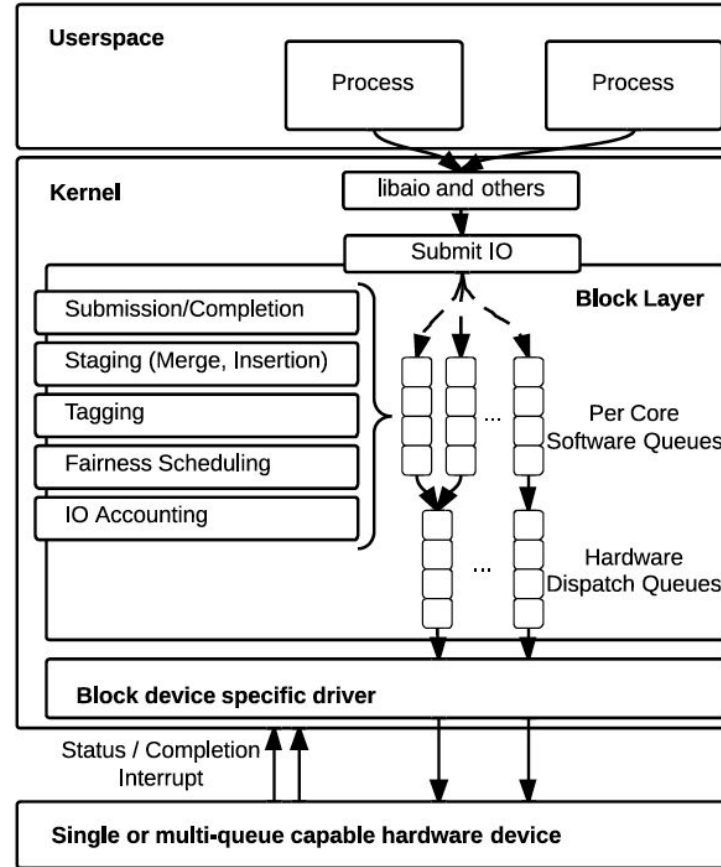 Userspace
Process
Process
Kernel
libaio and others
Submit IO
Block Layer
Submission/Completion
Staging (Merge, Insertion)
Tagging
Fairness Scheduling
IO Accounting
...
Per Core
Software Queues
...
Hardware
Dispatch Queues
Block device specific driver
Status / Completion
Interrupt
Single or multi-queue capable hardware device